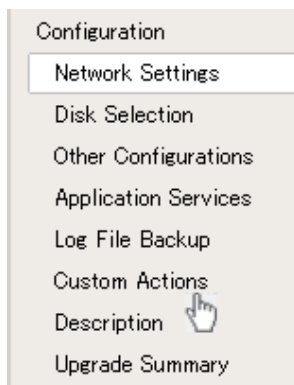 Configuration
Network Settings
Disk Selection
Other Configurations
Application Services
Log File Backup
Custom Actions
Description
Upgrade Summary